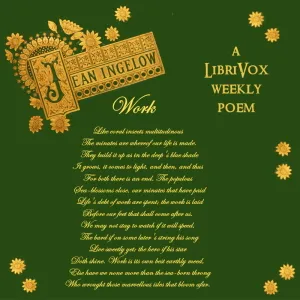 JEAN INGELOW
A
LIBRIVOX
WEEKLY
POEM
Work
Like coral insects multitudinous
The minutes are whereof our life is made.
They build it up as in the deep's blue shade
It grows, it comes to light, and then, and thus
For both there is an end. The populous
Sea-blossoms close, our minutes that have paid
Life's debt of work are spent; the work is laid
Before our feet that shall come after us.
We may not stay to watch if it will speed,
The bard if on some luter's string his song
Live sweetly yet; the hero if his star
Doth shine. Work is its own best earthly meed,
Else have we none more than the sea-born throng
Who wrought those marvellous isles that bloom afar.